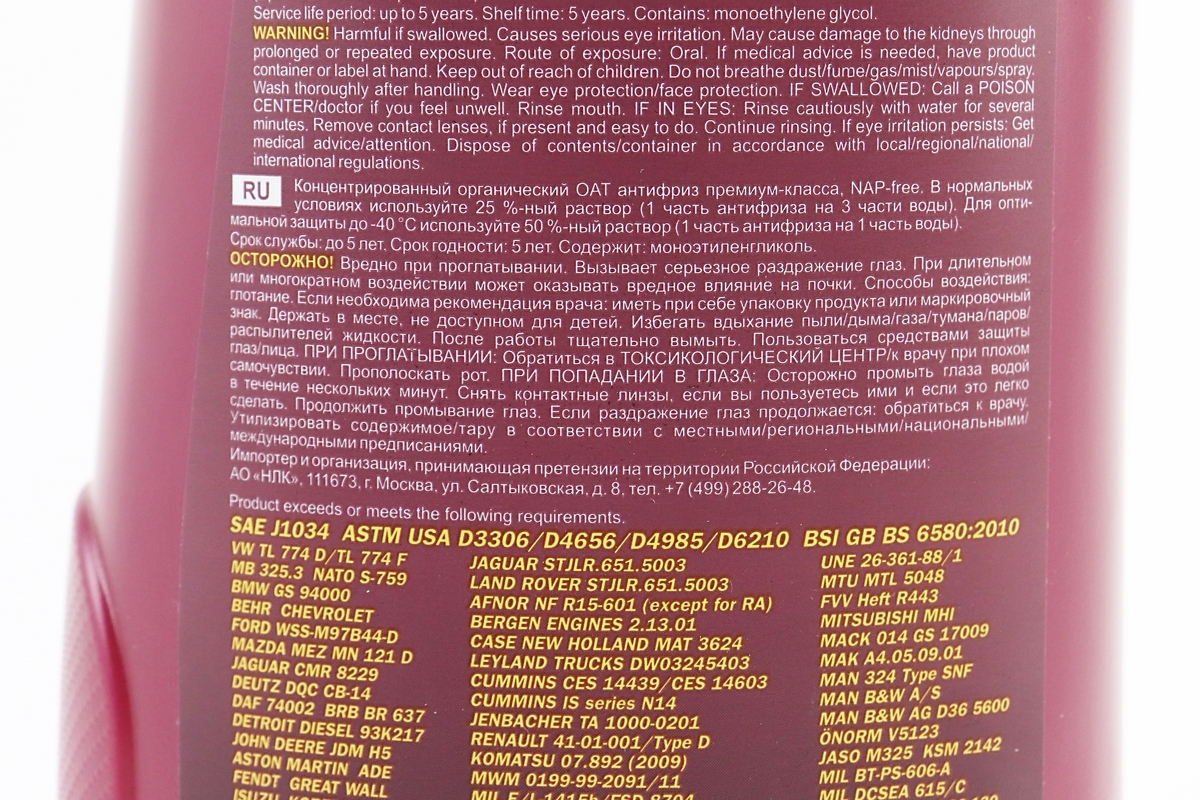 Service life period: up to 5 years. Shelf time: 5 years. Contains: monoethylene glycol.
WARNING! Harmful if swallowed. Causes serious eye irritation. May cause damage to the kidneys through
prolonged or repeated exposure. Route of exposure: Oral. If medical advice is needed, have product
container or label at hand. Keep out of reach of children. Do not breathe dust/fume/gas/mist/vapours/spray.
Wash thoroughly after handling. Wear eye protection/face protection. IF SWALLOWED: Call a POISON
CENTER/doctor if you feel unwell. Rinse mouth. IF IN EYES: Rinse cautiously with water for several
minutes. Remove contact lenses, if present and easy to do. Continue rinsing. If eye irritation persists: Get
medical advice/attention. Dispose of contents/container in accordance with local/regional/national/
international regulations.
RU Концентрированный органический ОАТ антифриз премиум-класса, NAP-free. В нормальных
условиях используйте 25 %-ный раствор (1 часть антифриза на 3 части воды). Для опти-
мальной защиты до -40 °C используйте 50 %-ный раствор (1 часть антифриза на 1 часть воды).
Срок службы: до 5 лет. Срок годности: 5 лет. Содержит: моноэтиленгликоль.
ОСТОРОЖНО! Вредно при проглатывании. Вызывает серьезное раздражение глаз. При длительном
или многократном воздействии может оказывать вредное влияние на почки. Способы воздействия:
глотание. Если необходима рекомендация врача: иметь при себе упаковку продукта или маркировочный
знак. Держать в месте, не доступном для детей. Избегать вдыхание пыли/дыма/газа/тумана/паров/
распылителей жидкости. После работы тщательно вымыть. Пользоваться средствами защиты
глаз/лица. ПРИ ПРОГЛАТЫВАНИИ: Обратиться в ТОКСИКОЛОГИЧЕСКИЙ ЦЕНТР/к врачу при плохом
самочувствии. Прополоскать рот. ПРИ ПОПАДАНИИ В ГЛАЗА: Осторожно промыть глаза водой
в течение нескольких минут. Снять контактные линзы, если вы пользуетесь ими и если это легко
сделать. Продолжить промывание глаз. Если раздражение глаз продолжается: обратиться к врачу.
Утилизировать содержимое/тару в соответствии с местными/региональными/национальными/
международными предписаниями.
Импортер и организация, принимающая претензии на территории Российской Федерации:
АО «НЛК», 111673, г. Москва, ул. Салтыковская, д. 8, тел. +7 (499) 288-26-48.
Product exceeds or meets the following requirements.
SAE J1034 ASTM USA D3306/D4656/D4985/D6210 BSI GB BS 6580:2010
VW TL 774 D/TL 774 F
MB 325.3 NATO S-759
BMW GS 94000
BEHR CHEVROLET
FORD WSS-M97B44-D
MAZDA MEZ MN 121 D
JAGUAR CMR 8229
DEUTZ DQC CB-14
DAF 74002 BRB BR 637
DETROIT DIESEL 93K217
JOHN DEERE JDM H5
ASTON MARTIN ADE
FENDT GREAT WALL
JAGUAR STJLR.651.5003
LAND ROVER STJLR.651.5003
AFNOR NF R15-601 (except for RA)
BERGEN ENGINES 2.13.01
CASE NEW HOLLAND MAT 3624
LEYLAND TRUCKS DW03245403
CUMMINS CES 14439/CES 14603
CUMMINS IS series N14
JENBACHER TA 1000-0201
RENAULT 41-01-001/Type D
KOMATSU 07.892 (2009)
MWM 0199-99-2091/11
UNE 26-361-88/1
MTU MTL 5048
FVV Heft R443
MITSUBISHI MHI
MACK 014 GS 17009
MAK A4.05.09.01
MAN 324 Type SNF
MAN B&W A/S
MAN B&W AG D36 5600
ÖNORM V5123
JASO M325 KSM 2142
MIL BT-PS-606-A
MIL DCSEA 615/C